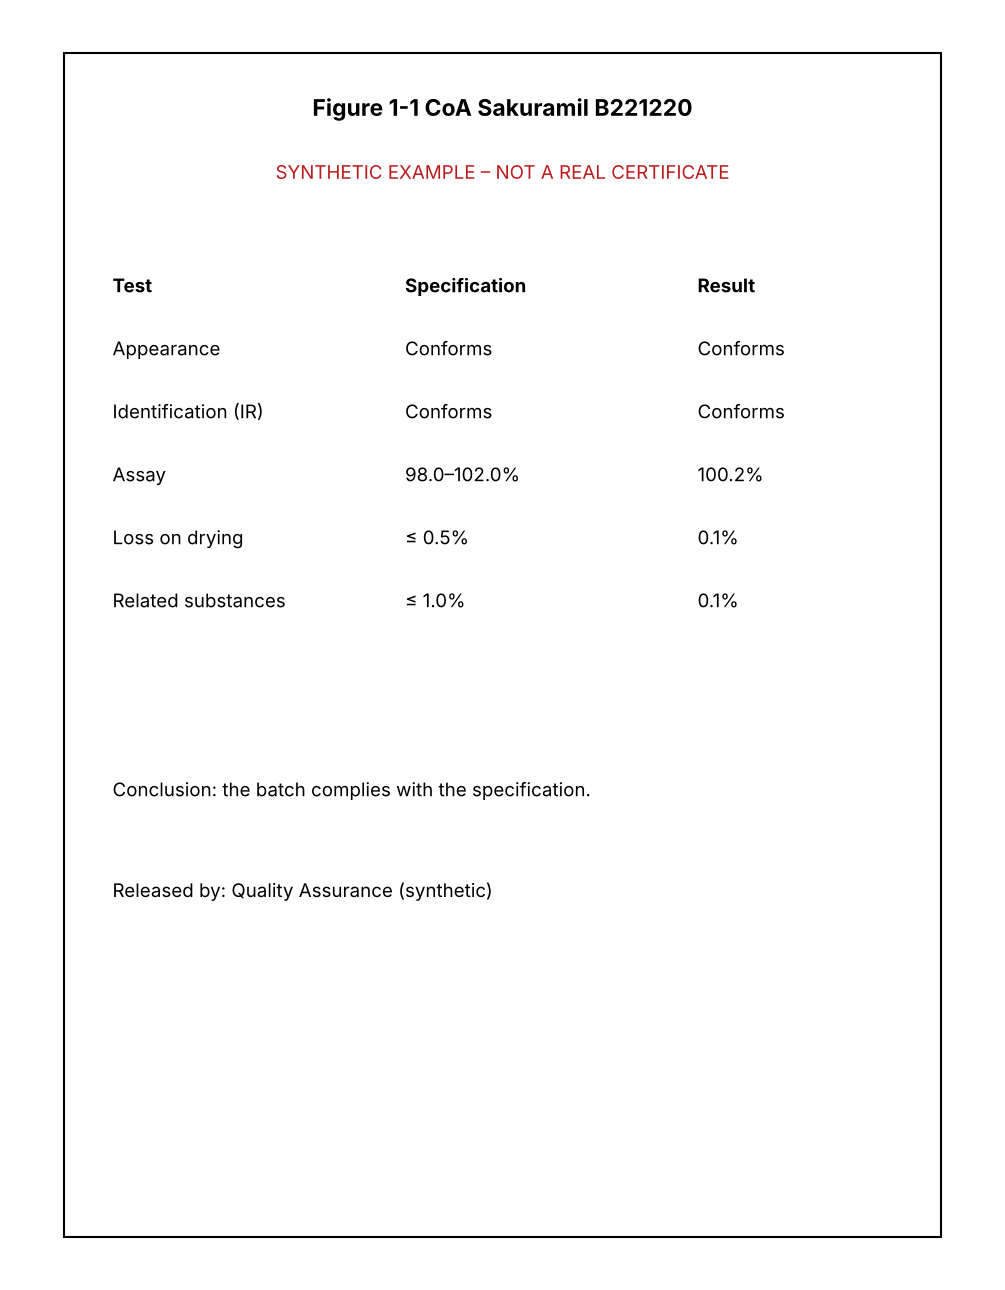 Figure 1-1 CoA Sakuramil B221220
SYNTHETIC EXAMPLE – NOT A REAL CERTIFICATE
Test Specification Result
Appearance Conforms Conforms
Identification (IR) Conforms Conforms
Assay 98.0–102.0% 100.2%
Loss on drying ≤ 0.5% 0.1%
Related substances ≤ 1.0% 0.1%
Conclusion: the batch complies with the specification.
Released by: Quality Assurance (synthetic)